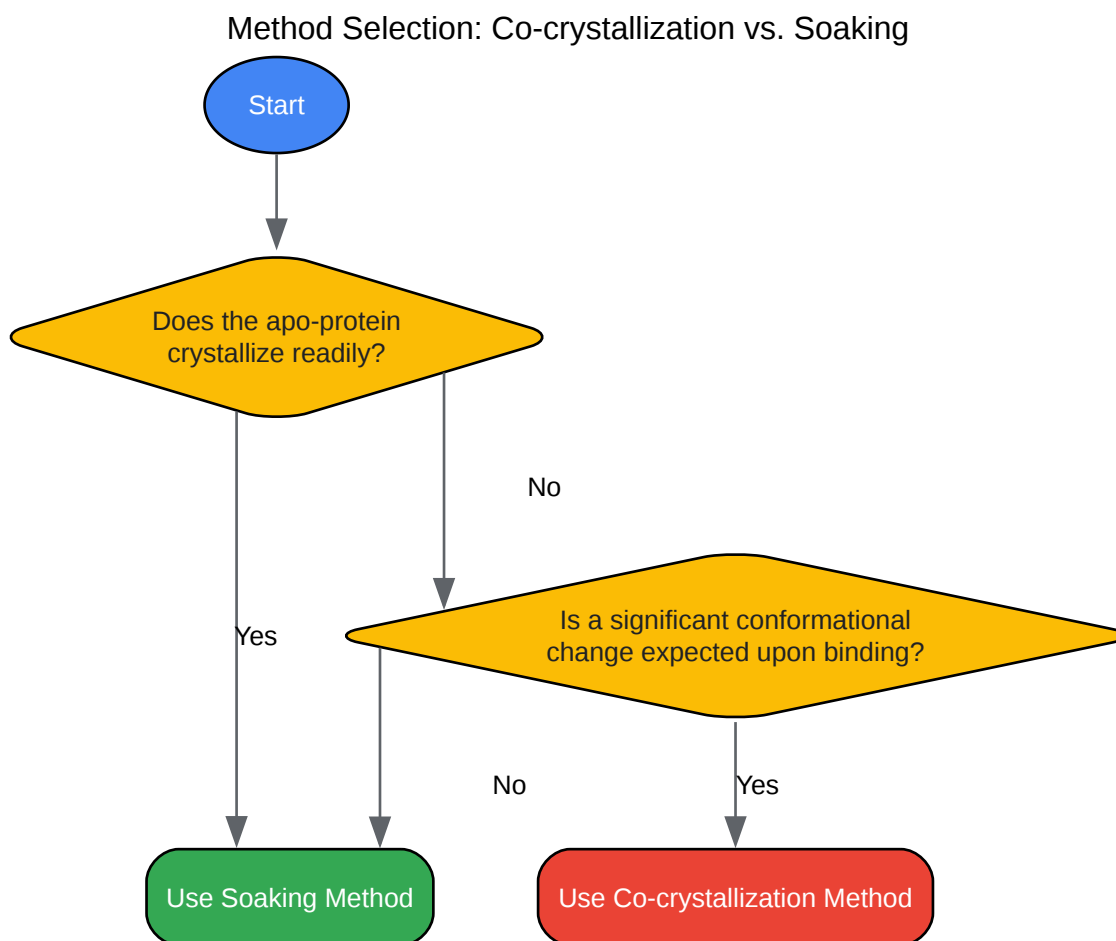 Method Selection: Co-crystallization vs. Soaking
Start
Does the apo-protein
crystallize readily?
No
Yes
Is a significant conformational
change expected upon binding?
No
Yes
Use Soaking Method
Use Co-crystallization Method